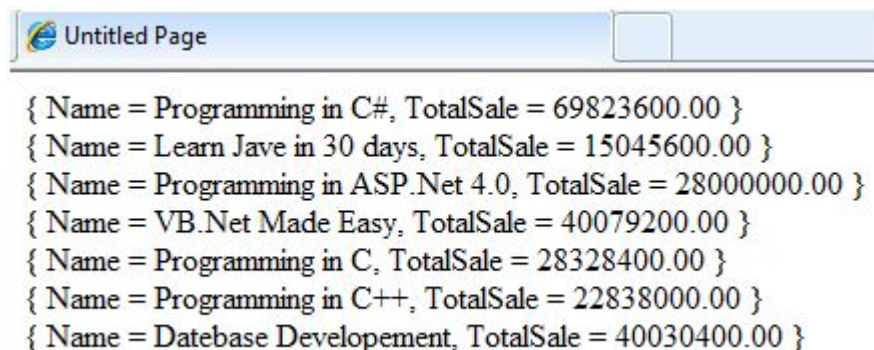 Untitled Page
{ Name = Programming in C#, TotalSale = 69823600.00 }
{ Name = Learn Jave in 30 days, TotalSale = 15045600.00 }
{ Name = Programming in ASP.Net 4.0, TotalSale = 28000000.00 }
{ Name = VB.Net Made Easy, TotalSale = 40079200.00 }
{ Name = Programming in C, TotalSale = 28328400.00 }
{ Name = Programming in C++, TotalSale = 22838000.00 }
{ Name = Datebase Developement, TotalSale = 40030400.00 }